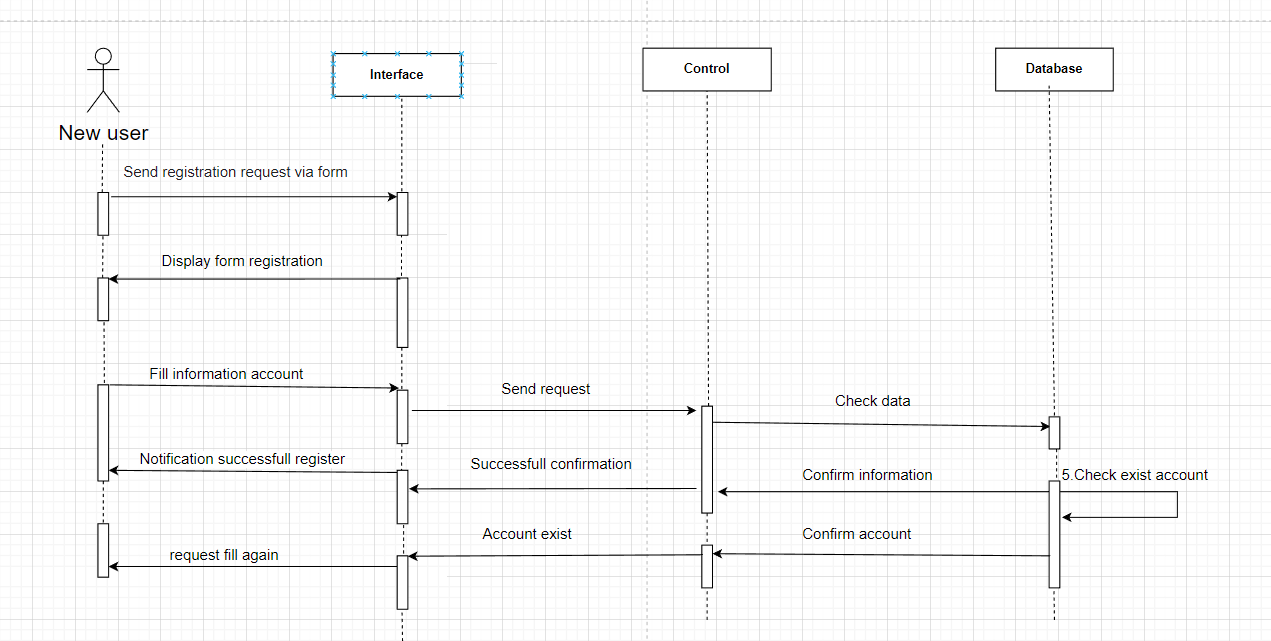 Interface
Control
Database
New user
Send registration request via form
Display form registration
Fill information account
Send request
Check data
Notification successfull register
Successfull confirmation
Confirm information
5.Check exist account
Account exist
Confirm account
request fill again